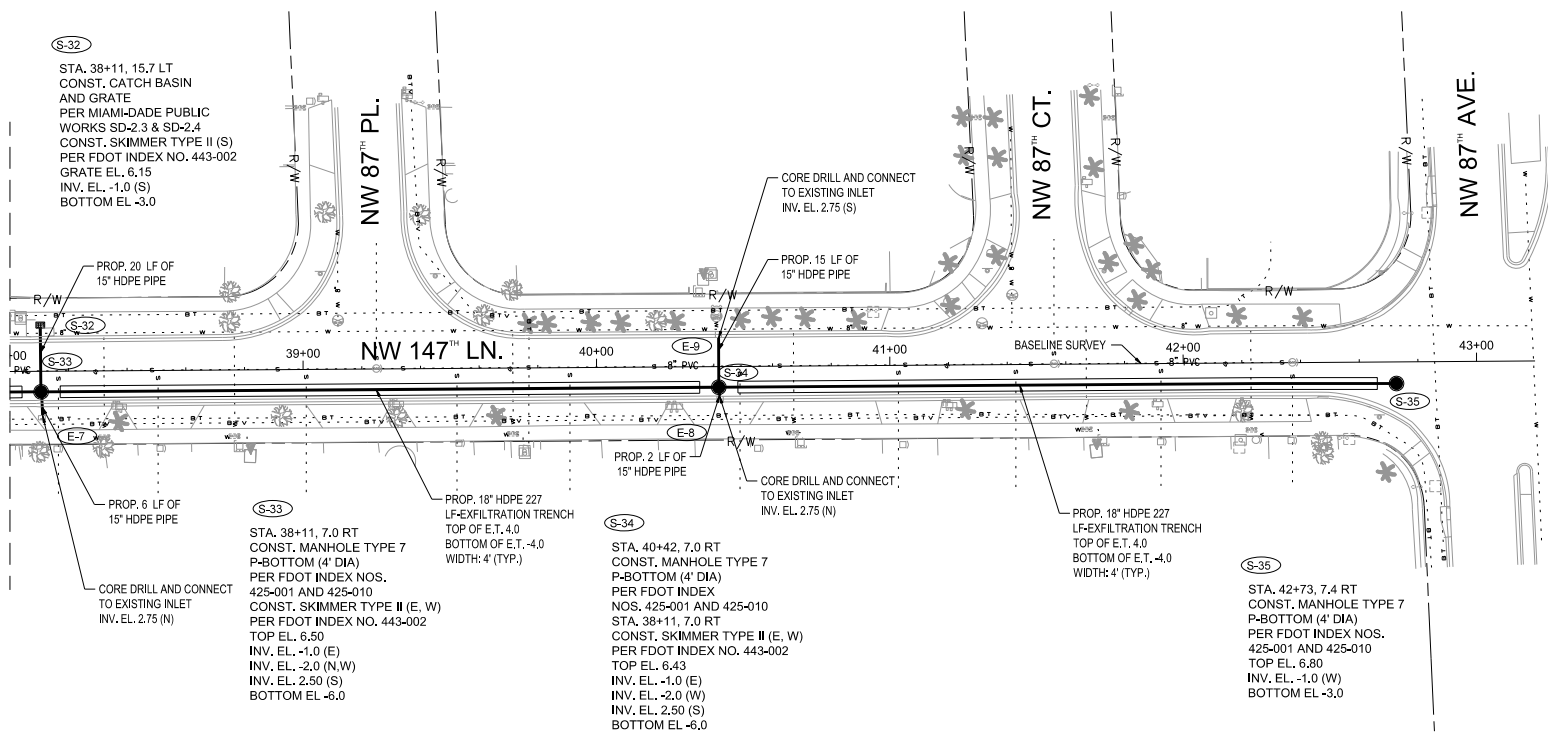 S-32
STA. 38+11, 15.7 LT
CONST. CATCH BASIN
AND GRATE
PER MIAMI-DADE PUBLIC
WORKS SD-2.3 & SD-2.4
CONST. SKIMMER TYPE II (S)
PER FDOT INDEX NO. 443-002
GRATE EL. 6.15
INV. EL. -1.0 (S)
BOTTOM EL -3.0
NW 87TH PL.
NW 87TH CT.
NW 87TH AVE.
R/W
R/W
R/W
R/W
R/W
CORE DRILL AND CONNECT
TO EXISTING INLET
INV. EL. 2.75 (S)
PROP. 20 LF OF
15" HDPE PIPE
PROP. 15 LF OF
15" HDPE PIPE
R/W
R/W
R/W
S-32
S-33
+00
39+00
NW 147TH LN.
40+00
8" PVC
E-9
S-34
41+00
BASELINE SURVEY
8" PVC
42+00
43+00
S-35
E-7
E-8
R/W
PROP. 6 LF OF
15" HDPE PIPE
PROP. 2 LF OF
15" HDPE PIPE
CORE DRILL AND CONNECT
TO EXISTING INLET
INV. EL. 2.75 (N)
PROP. 18" HDPE 227
LF-EXFILTRATION TRENCH
TOP OF E.T. 4.0
BOTTOM OF E.T. -4.0
WIDTH: 4' (TYP.)
CORE DRILL AND CONNECT
TO EXISTING INLET
INV. EL. 2.75 (N)
PROP. 18" HDPE 227
LF-EXFILTRATION TRENCH
TOP OF E.T. 4.0
BOTTOM OF E.T. -4.0
WIDTH: 4' (TYP.)
S-33
STA. 38+11, 7.0 RT
CONST. MANHOLE TYPE 7
P-BOTTOM (4' DIA)
PER FDOT INDEX NOS.
425-001 AND 425-010
CONST. SKIMMER TYPE II (E, W)
PER FDOT INDEX NO. 443-002
TOP EL. 6.50
INV. EL. -1.0 (E)
INV. EL. -2.0 (N,W)
INV. EL. 2.50 (S)
BOTTOM EL -6.0
S-34
STA. 40+42, 7.0 RT
CONST. MANHOLE TYPE 7
P-BOTTOM (4' DIA)
PER FDOT INDEX
NOS. 425-001 AND 425-010
STA. 38+11, 7.0 RT
CONST. SKIMMER TYPE II (E, W)
PER FDOT INDEX NO. 443-002
TOP EL. 6.43
INV. EL. -1.0 (E)
INV. EL. -2.0 (W)
INV. EL. 2.50 (S)
BOTTOM EL -6.0
S-35
STA. 42+73, 7.4 RT
CONST. MANHOLE TYPE 7
P-BOTTOM (4' DIA)
PER FDOT INDEX NOS.
425-001 AND 425-010
TOP EL. 6.80
INV. EL. -1.0 (W)
BOTTOM EL -3.0